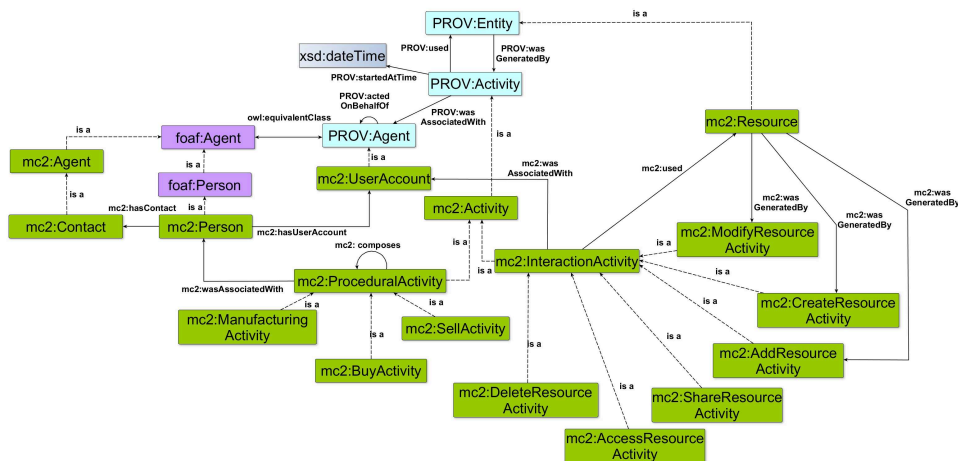 is a
PROV:Entity
PROV:used
PROV:was
GeneratedBy
xsd:dateTime
PROV:startedAtTime
PROV:Activity
PROV:acted
OnBehalfOf
PROV:was
AssociatedWith
owl:equivalentClass
is a
foaf:Agent
PROV:Agent
mc2:Resource
mc2:Agent
is a
is a
is a
mc2:was
AssociatedWith
mc2:used
foaf:Person
mc2:UserAccount
mc2:was
GeneratedBy
mc2:was
GeneratedBy
mc2:was
GeneratedBy
is a
is a
mc2:Activity
mc2:hasContact
mc2:Contact
mc2:Person
mc2:hasUserAccount
mc2:ModifyResource
Activity
is a
mc2: composes
is a
is a
mc2:InteractionActivity
mc2:wasAssociatedWith
mc2:ProceduralActivity
is a
is a
is a
mc2:CreateResource
Activity
mc2:Manufacturing
Activity
is a
mc2:SellActivity
is a
is a
mc2:AddResource
Activity
mc2:BuyActivity
is a
is a
mc2:DeleteResource
Activity
mc2:ShareResource
Activity
mc2:AccessResource
Activity